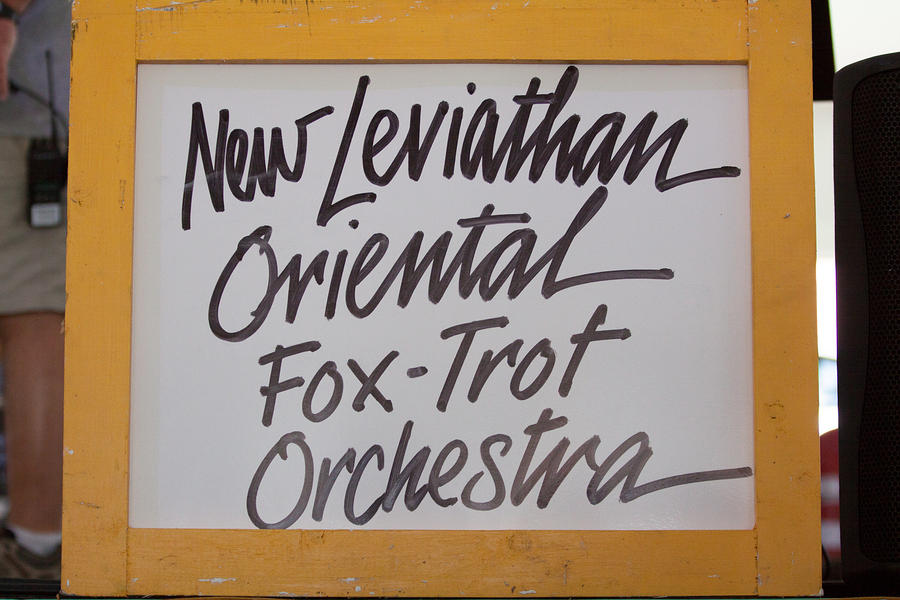 New Leviathan
Oriental
Fox-Trot
Orchestra